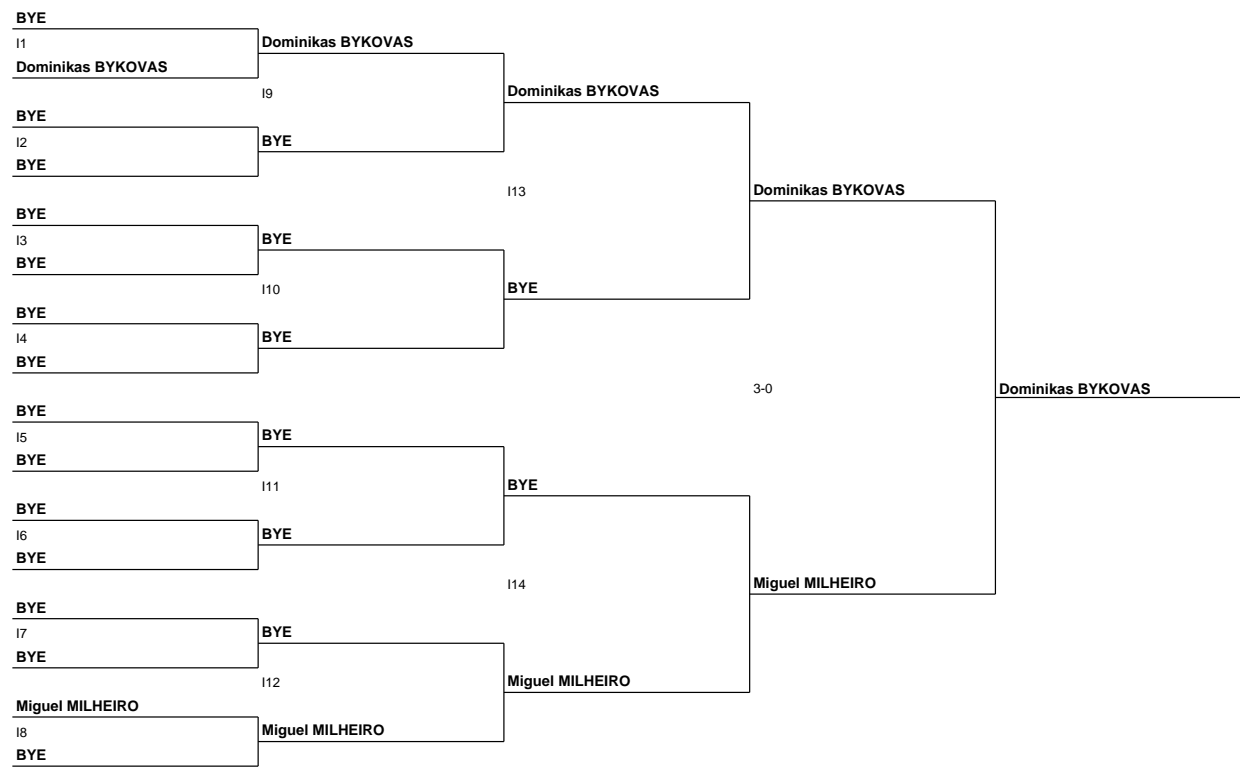 BYE
I1
Dominikas BYKOVAS
BYE
I2
BYE
BYE
I3
BYE
BYE
I4
BYE
BYE
I5
BYE
BYE
I6
BYE
BYE
I7
BYE
Miguel MILHEIRO
I8
BYE
Dominikas BYKOVAS
I9
BYE
BYE
I10
BYE
BYE
I11
BYE
BYE
I12
Miguel MILHEIRO
Dominikas BYKOVAS
I13
BYE
BYE
I14
Miguel MILHEIRO
Dominikas BYKOVAS
3-0
Miguel MILHEIRO
Dominikas BYKOVAS